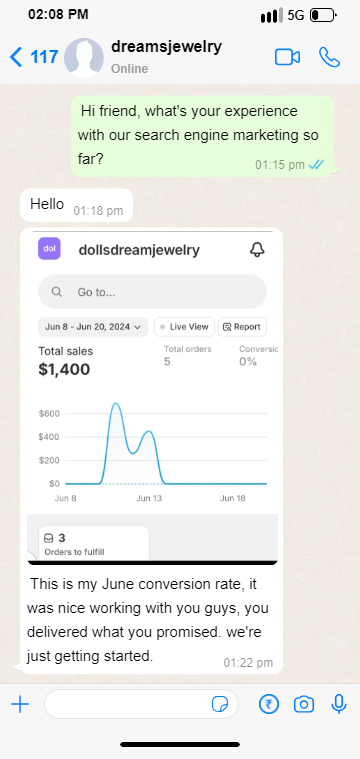 02:08 PM
5G
117
dreamsjewelry
Online
Hi friend, what's your experience
with our search engine marketing so
far?
01:15 pm
Hello
01:18 pm
dol
dollsdreamjewelry
Go to...
Jun 8 - Jun 20, 2024
Live View
Report
Total sales
Total orders
Conversic
$1,400
5
0%
$600
$400
$200
$0
Jun 8
Jun 13
Jun 18
3
Orders to fulfill
This is my June conversion rate, it
was nice working with you guys, you
delivered what you promised. we're
just getting started.
01:22 pm
₹